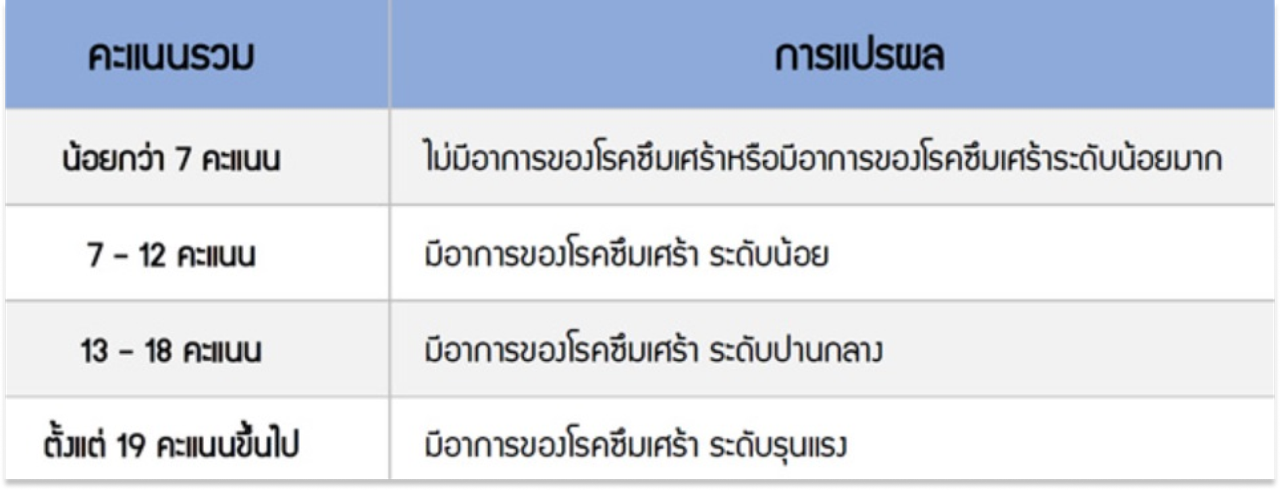 คะแนนรวม การแปรผล
น้อยกว่า 7 คะแนน ไม่มีอาการของโรคซึมเศร้าหรือมีอาการของโรคซึมเศร้าระดับน้อยมาก
7 - 12 คะแนน มีอาการของโรคซึมเศร้า ระดับน้อย
13 - 18 คะแนน มีอาการของโรคซึมเศร้า ระดับปานกลาง
ตั้งแต่ 19 คะแนนขึ้นไป มีอาการของโรคซึมเศร้า ระดับรุนแรง